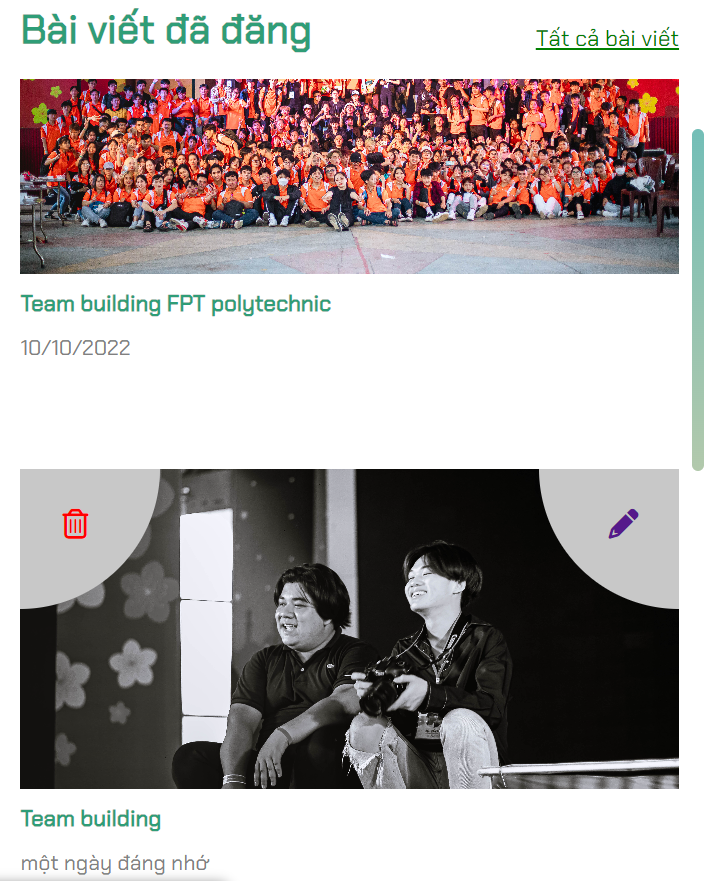 Bài viết đã đăng
Tất cả bài viết
Team building FPT polytechnic
10/10/2022
Team building
một ngày đáng nhớ